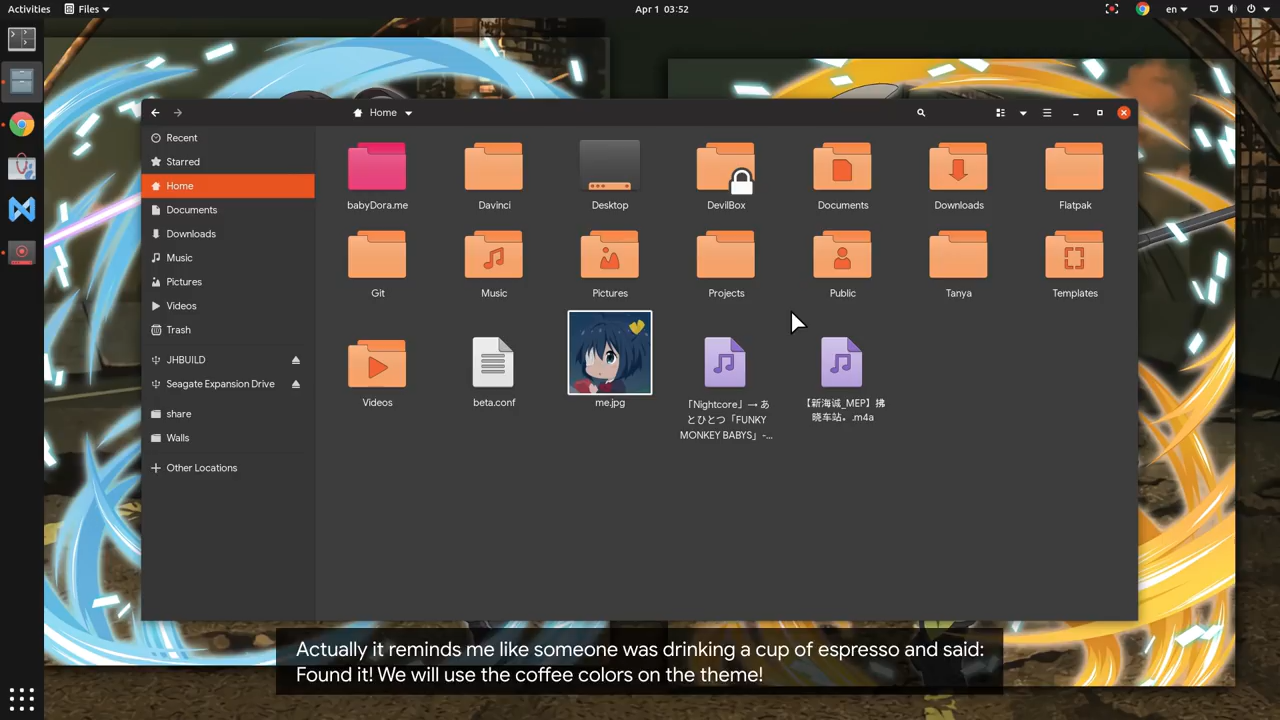 Activities
Files
Apr 1 03:52
en
Home
Recent
Starred
Home
Documents
Downloads
Music
Pictures
Videos
Trash
JHBUILD
Seagate Expansion Drive
share
Walls
Other Locations
babyDora.me
Davinci
Desktop
DevilBox
Documents
Downloads
Flatpak
Git
Music
Pictures
Projects
Public
Tanya
Templates
Videos
beta.conf
me.jpg
「Nightcore」→ あ
とひとつ「FUNKY
MONKEY BABYS」-...
【新海诚_MEP】拂
晓车站。.m4a
Actually it reminds me like someone was drinking a cup of espresso and said:
Found it! We will use the coffee colors on the theme!